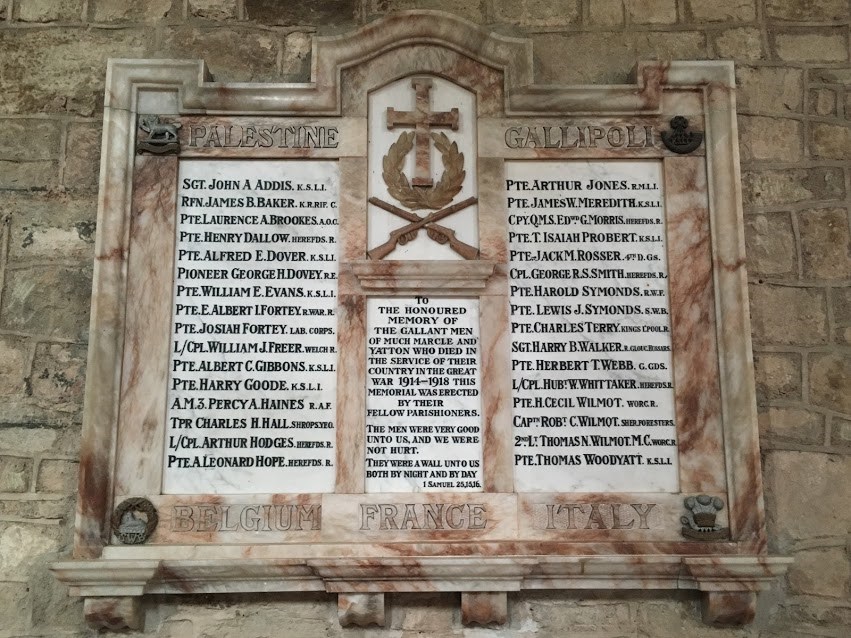 PALESTINE
GALLIPOLI
SGT. JOHN A ADDIS. K.S.L.I.
RFN. JAMES B. BAKER. K.R.RIF. C.
PTE. LAURENCE A. BROOKES. A.O.C.
PTE. HENRY DALLOW. HEREFDS. R.
PTE. ALFRED E. DOVER. K.S.L.I.
PIONEER GEORGE H. DOVEY. R.E.
PTE. WILLIAM E. EVANS. K.S.L.I.
PTE. E. ALBERT I. FORTEY. R.WAR. R.
PTE. JOSIAH FORTEY. LAB. CORPS.
L/CPL. WILLIAM J. FREER. WELCH R.
PTE. ALBERT C. GIBBONS. K.S.L.I.
PTE. HARRY GOODE. K.S.L.I.
A.M.3. PERCY A. HAINES R.A.F.
TPR CHARLES H. HALL. SHROPS.YEO.
L/CPL. ARTHUR HODGES. HEREFDS. R.
PTE. A. LEONARD HOPE. HEREFDS. R.
TO
THE HONOURED
MEMORY OF
THE GALLANT MEN
OF MUCH MARCLE AND
YATTON WHO DIED IN
THE SERVICE OF THEIR
COUNTRY IN THE GREAT
WAR 1914-1918 THIS
MEMORIAL WAS ERECTED
BY THEIR
FELLOW PARISHIONERS.
THE MEN WERE VERY GOOD
UNTO US, AND WE WERE
NOT HURT.
THEY WERE A WALL UNTO US
BOTH BY NIGHT AND BY DAY
1 SAMUEL 25,15,16.
PTE. ARTHUR JONES. R.M.L.I.
PTE. JAMES W. MEREDITH. K.S.L.I.
CPY. Q.M.S. EDWD G. MORRIS. HEREFDS. R.
PTE. T. ISAIAH PROBERT. K.S.L.I.
PTE. JACK M. ROSSER. 4TH D.GS.
CPL. GEORGE R.S. SMITH. HEREFDS. R.
PTE. HAROLD SYMONDS. R.W.F.
PTE. LEWIS J. SYMONDS. S.W.B.
PTE. CHARLES TERRY. KINGS L'POOL R.
SGT. HARRY B. WALKER. R. GLOUC. HUSSARS.
PTE. HERBERT T. WEBB. G. GDS.
L/CPL. HUBT. W. WHITTAKER. HEREFDS. R.
PTE. H. CECIL WILMOT. WORC. R.
CAPTN ROBT C. WILMOT. SHER. FORESTERS.
2ND LT. THOMAS N. WILMOT. M.C. WORC. R.
PTE. THOMAS WOODYATT. K.S.L.I.
BELGIUM
FRANCE
ITALY